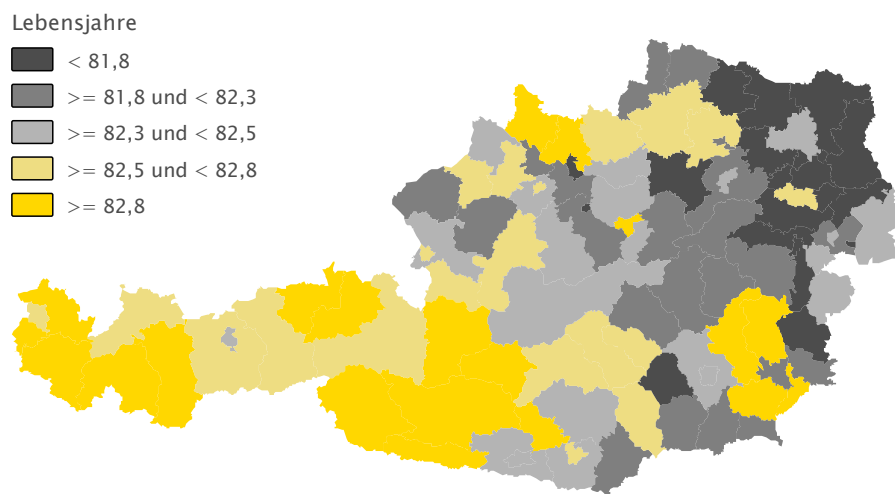 Lebensjahre
< 81,8
>= 81,8 und < 82,3
>= 82,3 und < 82,5
>= 82,5 und < 82,8
>= 82,8